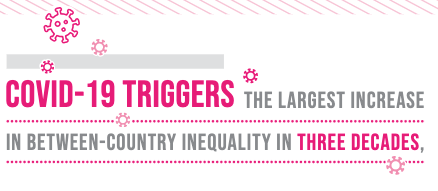 COVID-19 TRIGGERS THE LARGEST INCREASE
IN BETWEEN-COUNTRY INEQUALITY IN THREE DECADES,